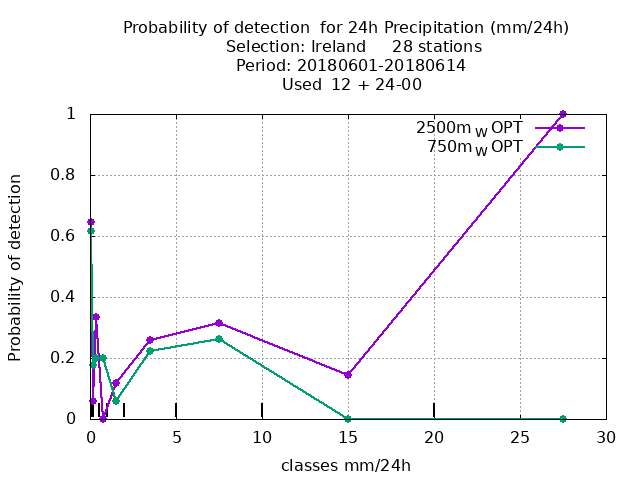 Probability of detection  for 24h Precipitation (mm/24h)
Selection: Ireland     28 stations
Period: 20180601-20180614
Used  12 + 24-00
2500m W OPT
750m W OPT
1
0.8
0.6
0.4
0.2
0
Probability of detection
0 5 10 15 20 25 30
classes mm/24h